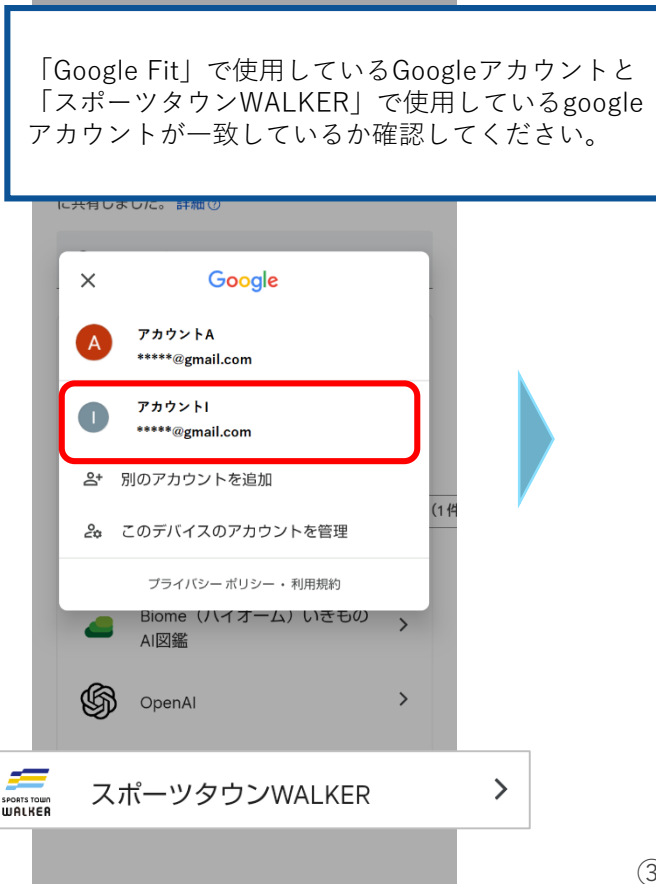 「Google Fit」で使用しているGoogleアカウントと
「スポーツタウンWALKER」で使用しているgoogle
アカウントが一致しているか確認してください。
に共有しました。 詳細
Google
A
アカウントA
*****@gmail.com
I
アカウントI
*****@gmail.com
別のアカウントを追加
(1件
このデバイスのアカウントを管理
プライバシー ポリシー ・ 利用規約
Biome（バイオーム）いきもの
AI図鑑
OpenAI
SPORTS TOWN
WALKER
スポーツタウンWALKER
③